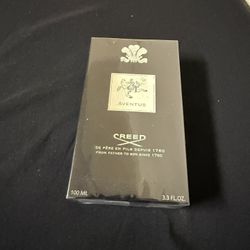 AVENTUS
CREED
DE PÈRE EN FILS DEPUIS 1760
FROM FATHER TO SON SINCE 1760
100 ML 3.3 FL.OZ.